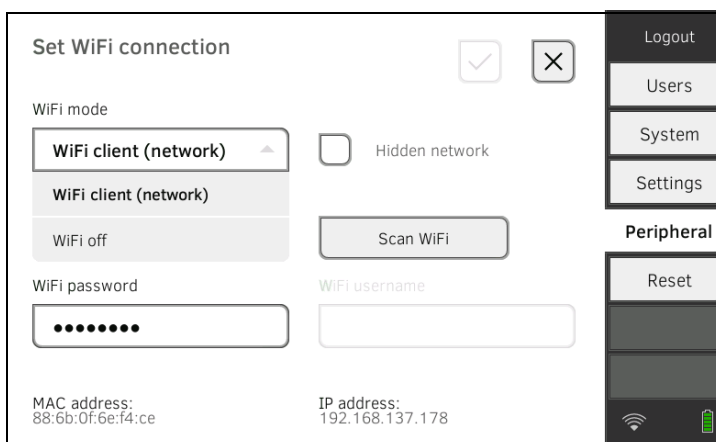 Set WiFi connection
WiFi mode
WiFi client (network)
Hidden network
WiFi client (network)
WiFi off
Scan WiFi
WiFi password
WiFi username
●●●●●●●●
MAC address:
88:6b:0f:6e:f4:ce
IP address:
192.168.137.178
Logout
Users
System
Settings
Peripheral
Reset